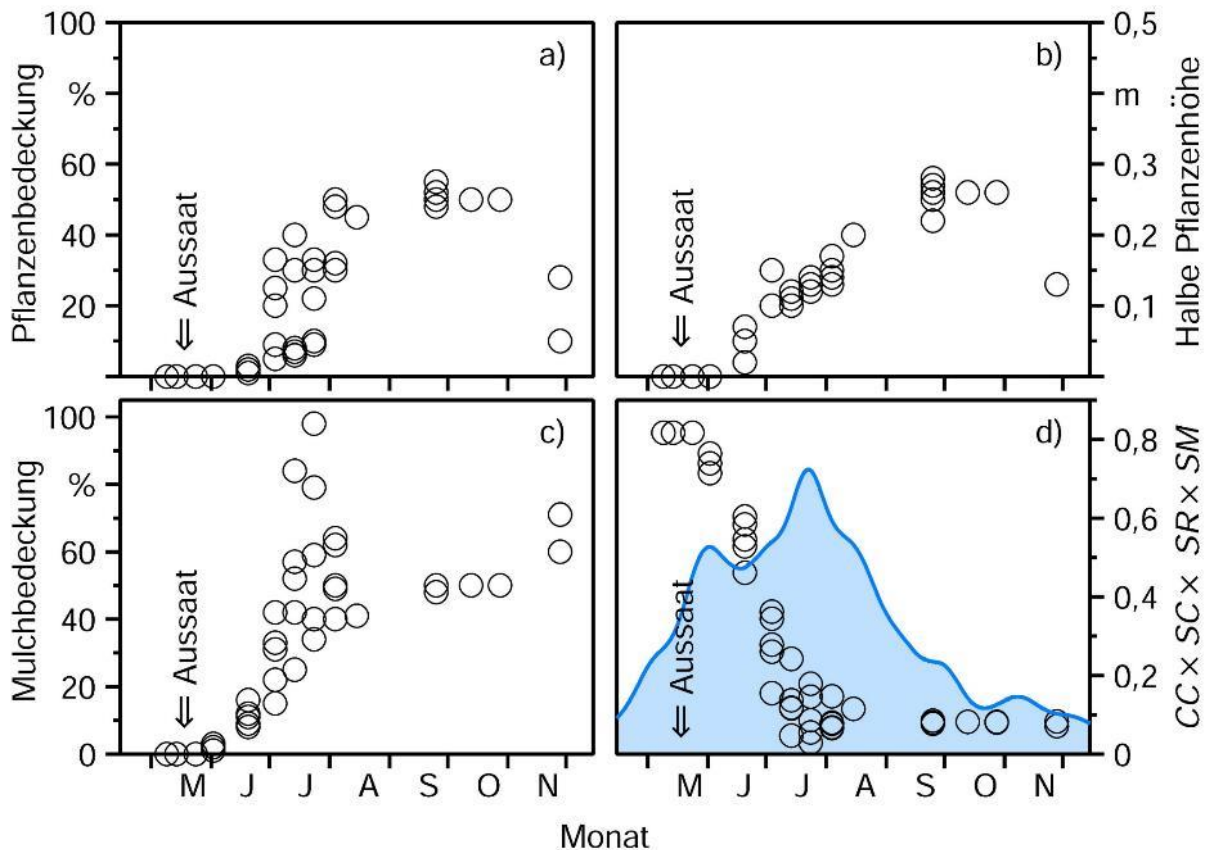 Pflanzenbedeckung
100
%
60
40
20
⇐ Aussaat
a)
b)
⇐ Aussaat
0,5
m
0,3
0,2
0,1
Halbe Pflanzenhöhe
Mulchbedeckung
100
%
60
40
20
0
⇐ Aussaat
c)
d)
⇐ Aussaat
0,8
0,6
0,4
0,2
0
CC × SC × SR × SM
M J J A S O N
M J J A S O N
Monat